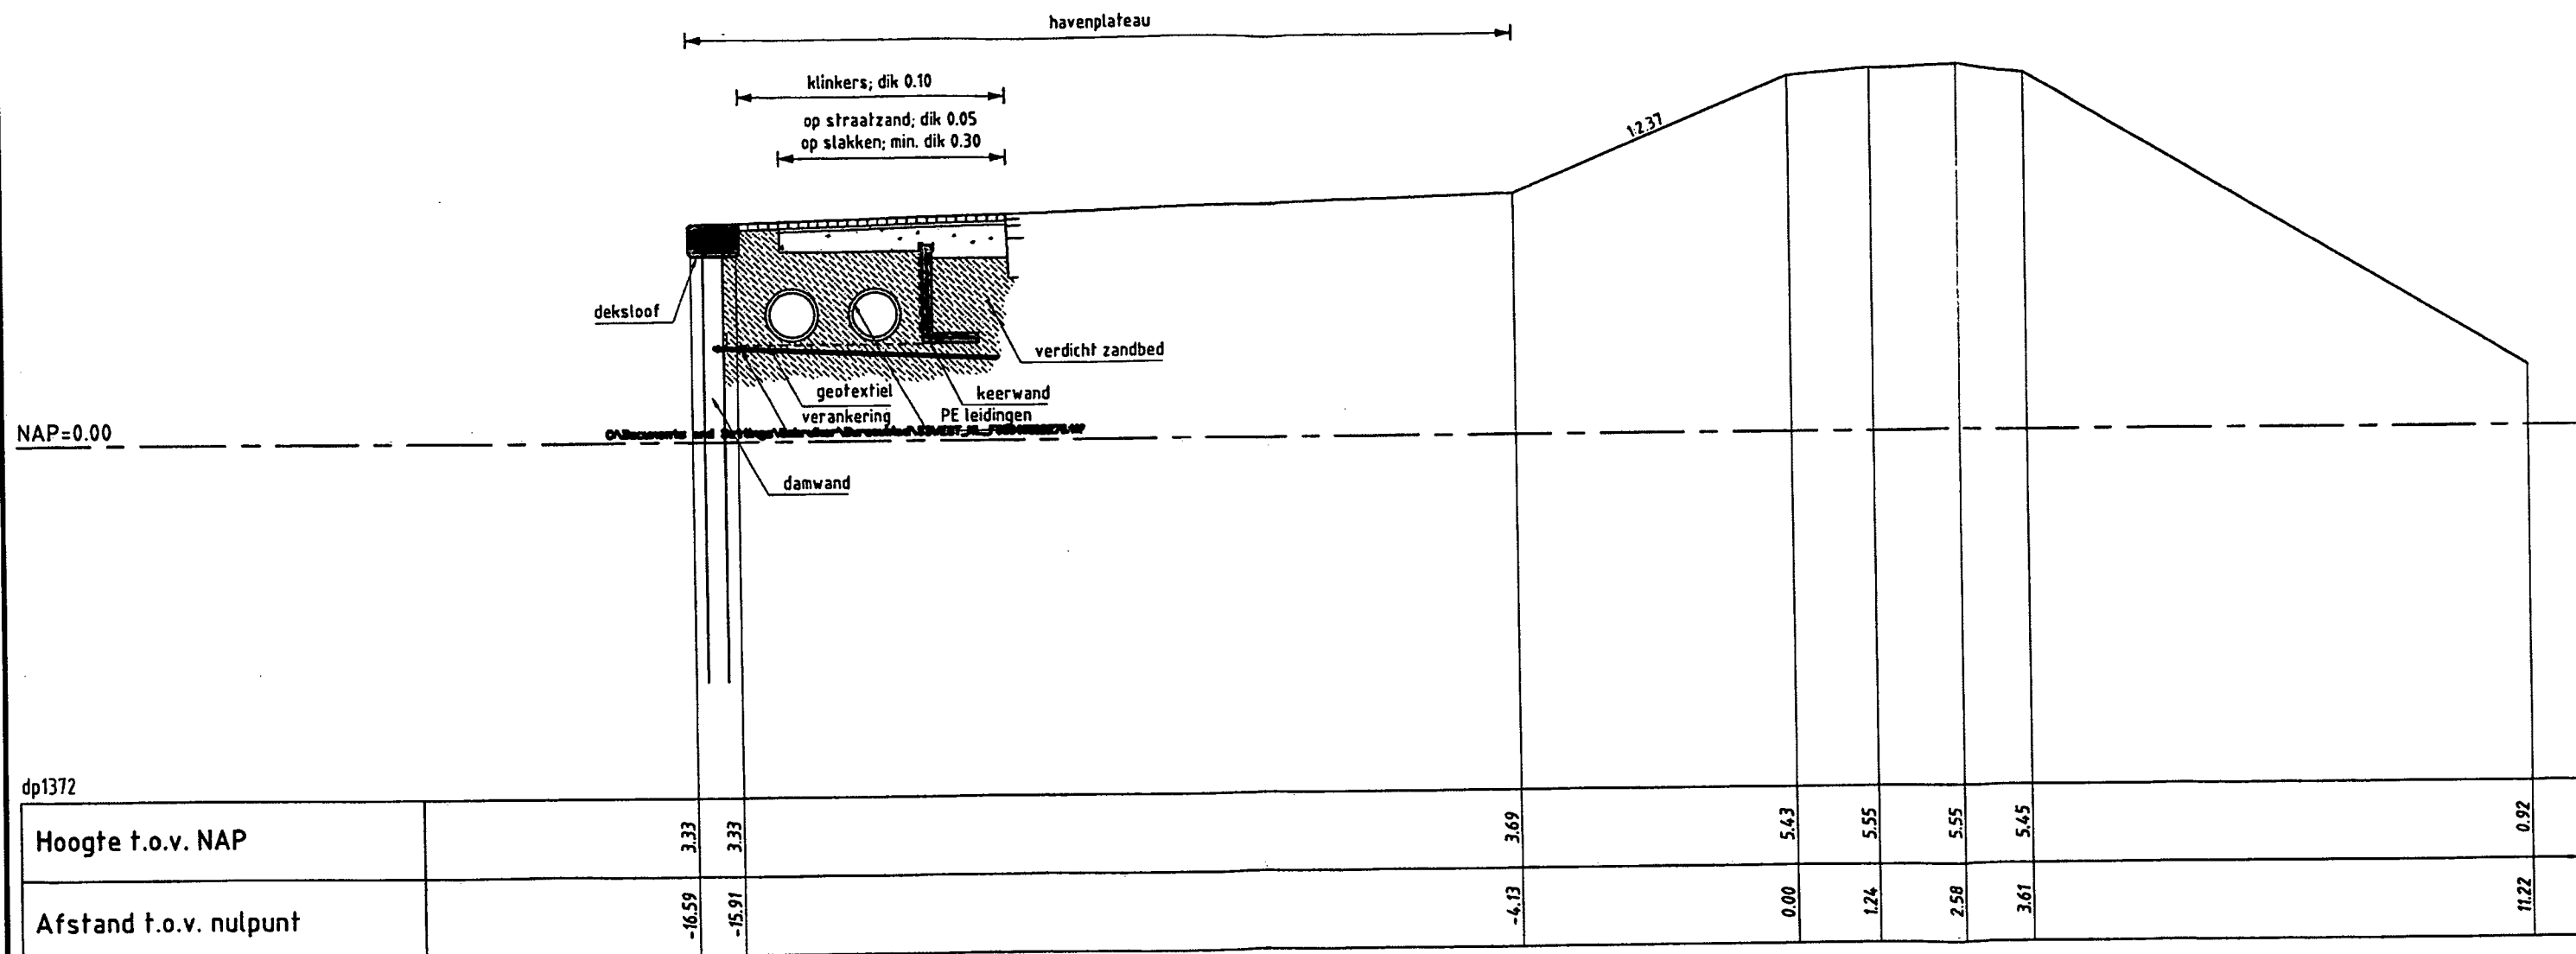 havenplateau
klinkers; dik 0.10
op straatzand; dik 0.05
op slakken; min. dik 0.30
1:2.37
deksloof
verdicht zandbed
geotextiel
keerwand
verankering
PE leidingen
NAP=0.00
damwand
dp1372
Hoogte t.o.v. NAP 3.33 3.33 3.69 5.43 5.55 5.55 5.45 0.92
Afstand t.o.v. nulpunt -16.59 -15.91 -4.13 0.00 1.24 2.58 3.61 11.22